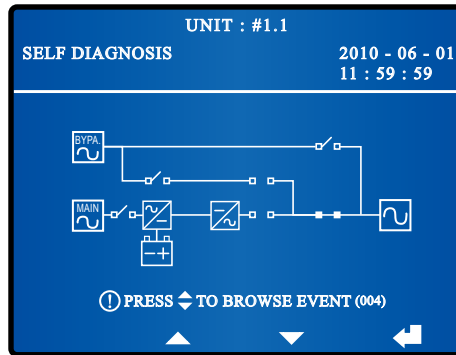 UNIT : #1.1
SELF DIAGNOSIS
2010 - 06 - 01
11 : 59 : 59
BYPA.
MAIN
! PRESS TO BROWSE EVENT (004)